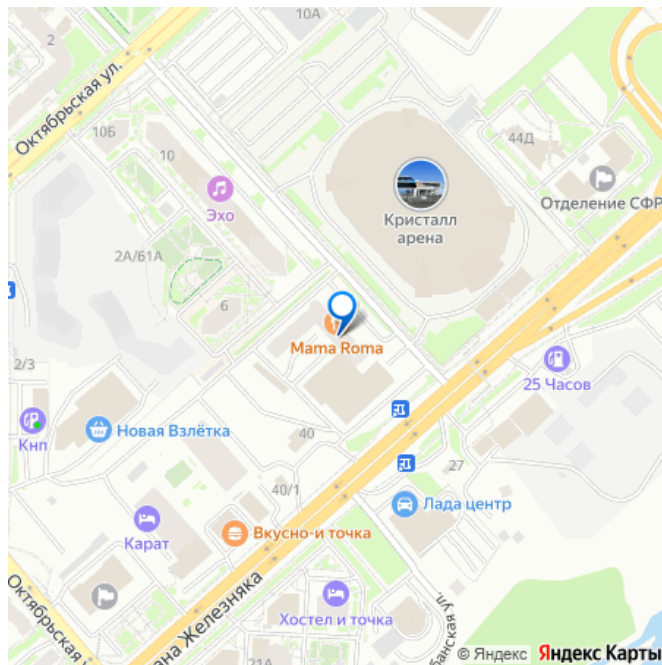 10А
2
Октябрьская ул.
10Б
10
44Д
Эхо
Отделение СФР
Кристалл
арена
2А/61А
6
Mama Roma
2/3
25 Часов
Кнп
Новая Взлётка
40
27
40/1
Лада центр
Карат
Вкусно-и точка
Октябрьская
Хостел и точка
21А
© Яндекс Яндекс Карты